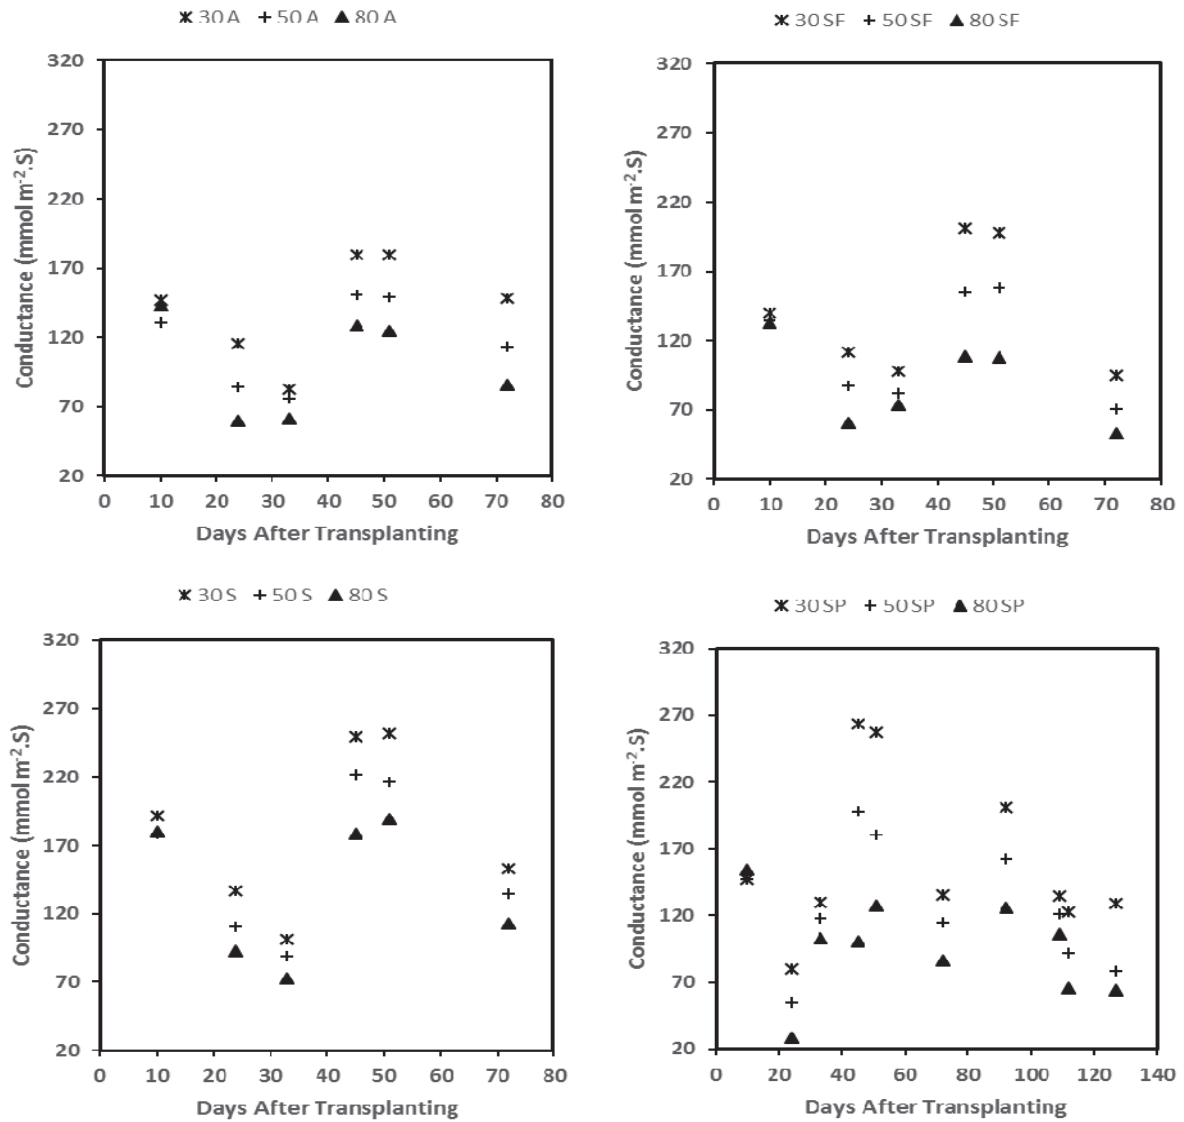 30 A 50 A 80 A
320
270
220
170
120
70
20
0 10 20 30 40 50 60 70 80
Conductance (mmol m-2.S)
Days After Transplanting
30 SF 50 SF 80 SF
320
270
220
170
120
70
20
0 10 20 30 40 50 60 70 80
Conductance (mmol m-2.S)
Days After Transplanting
30 S 50 S 80 S
320
270
220
170
120
70
20
0 10 20 30 40 50 60 70 80
Conductance (mmol m-2.S)
Days After Transplanting
30 SP 50 SP 80 SP
320
270
220
170
120
70
20
0 20 40 60 80 100 120 140
Conductance (mmol m-2.S)
Days After Transplanting